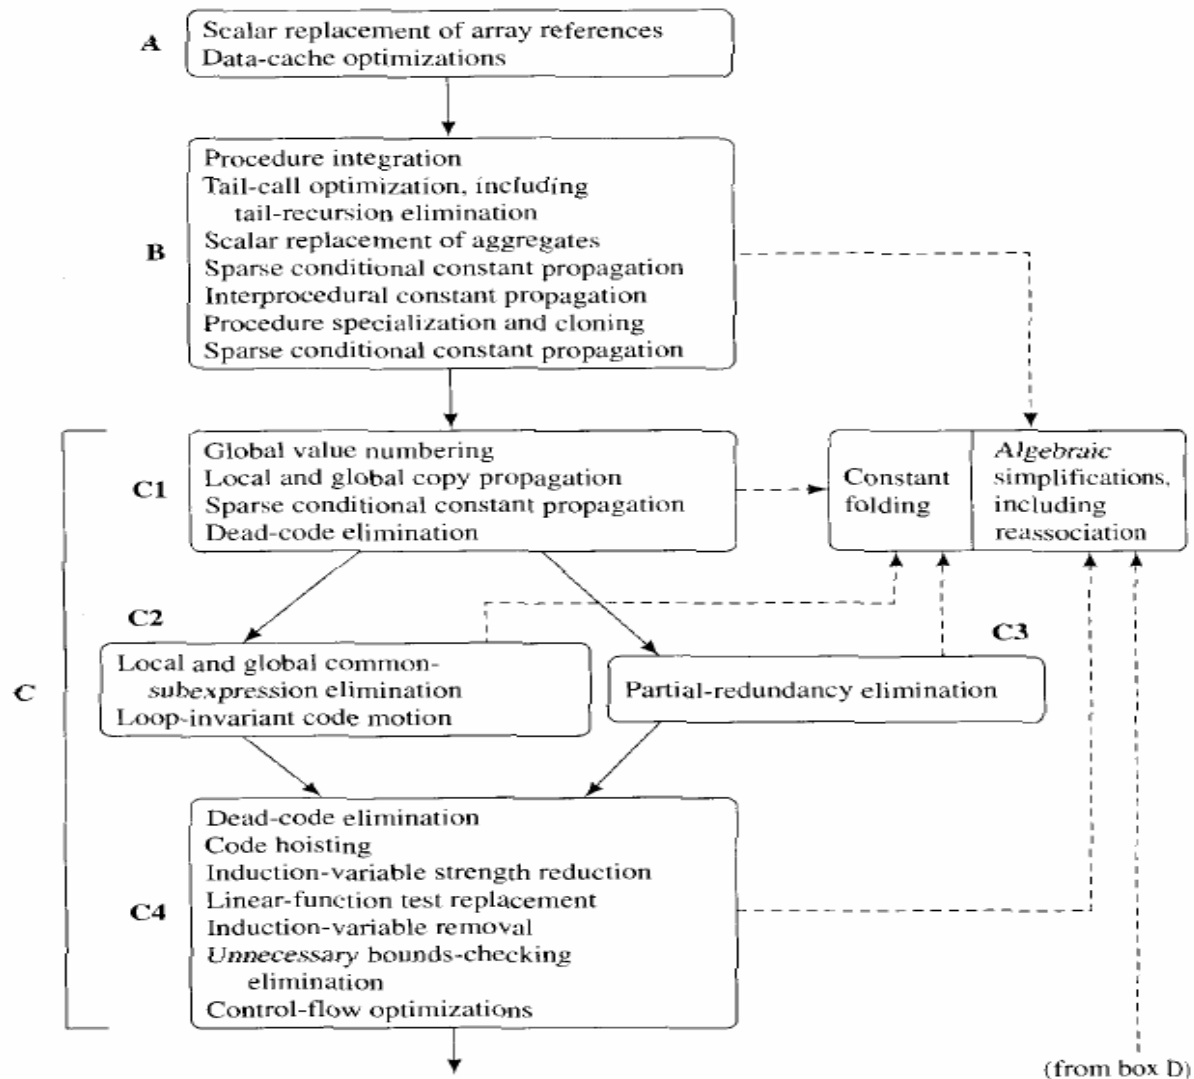 A
Scalar replacement of array references
Data-cache optimizations
B
Procedure integration
Tail-call optimization, including
tail-recursion elimination
Scalar replacement of aggregates
Sparse conditional constant propagation
Interprocedural constant propagation
Procedure specialization and cloning
Sparse conditional constant propagation
C
C1
Global value numbering
Local and global copy propagation
Sparse conditional constant propagation
Dead-code elimination
Constant
folding
Algebraic
simplifications,
including
reassociation
C2
Local and global common-
subexpression elimination
Loop-invariant code motion
C3
Partial-redundancy elimination
C4
Dead-code elimination
Code hoisting
Induction-variable strength reduction
Linear-function test replacement
Induction-variable removal
Unnecessary bounds-checking
elimination
Control-flow optimizations
(from box D)